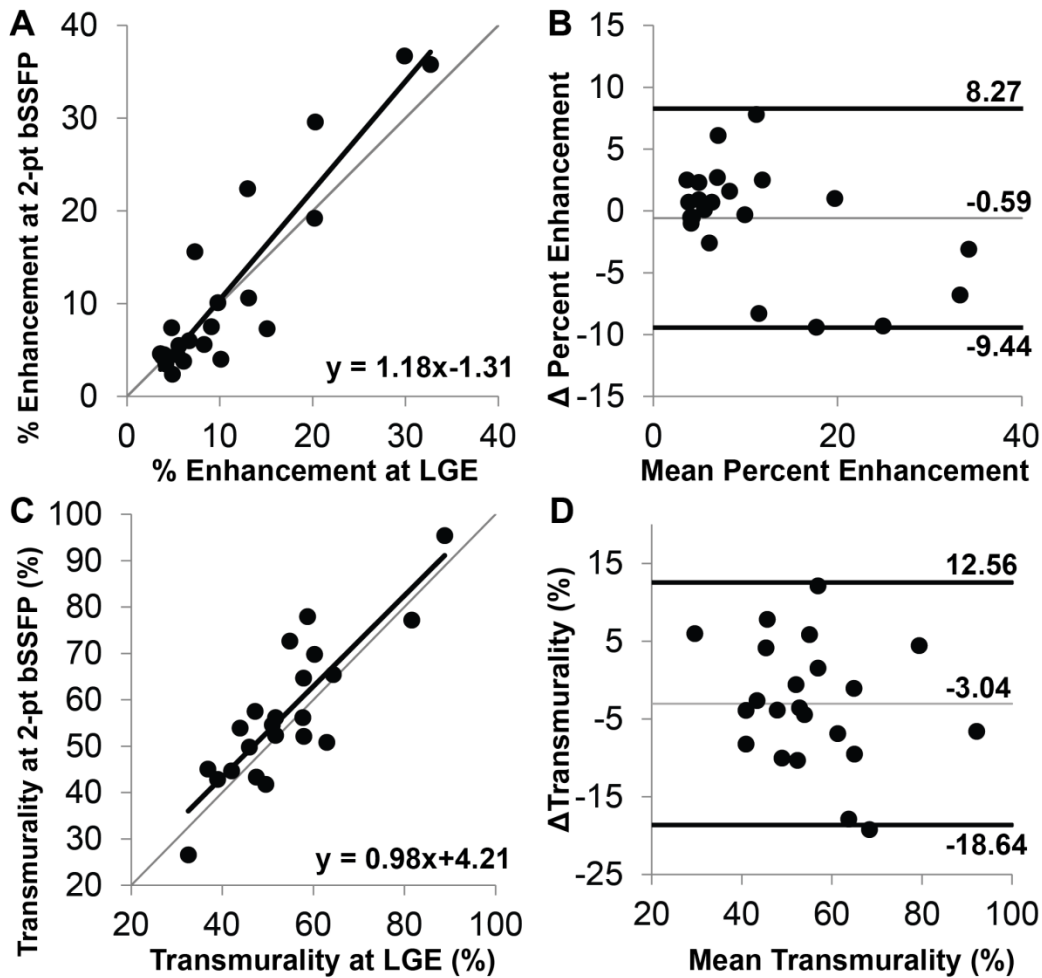 A
% Enhancement at 2-pt bSSFP
40
30
20
10
0
0 10 20 30 40
y = 1.18x-1.31
% Enhancement at LGE
B
Δ Percent Enhancement
15
10
5
0
-5
-10
-15
8.27
-0.59
-9.44
0 20 40
Mean Percent Enhancement
C
Transmurality at 2-pt bSSFP (%)
100
90
80
70
60
50
40
30
20
20 40 60 80 100
y = 0.98x+4.21
Transmurality at LGE (%)
D
ΔTransmurality (%)
15
5
-5
-15
-25
12.56
-3.04
-18.64
20 40 60 80 100
Mean Transmurality (%)